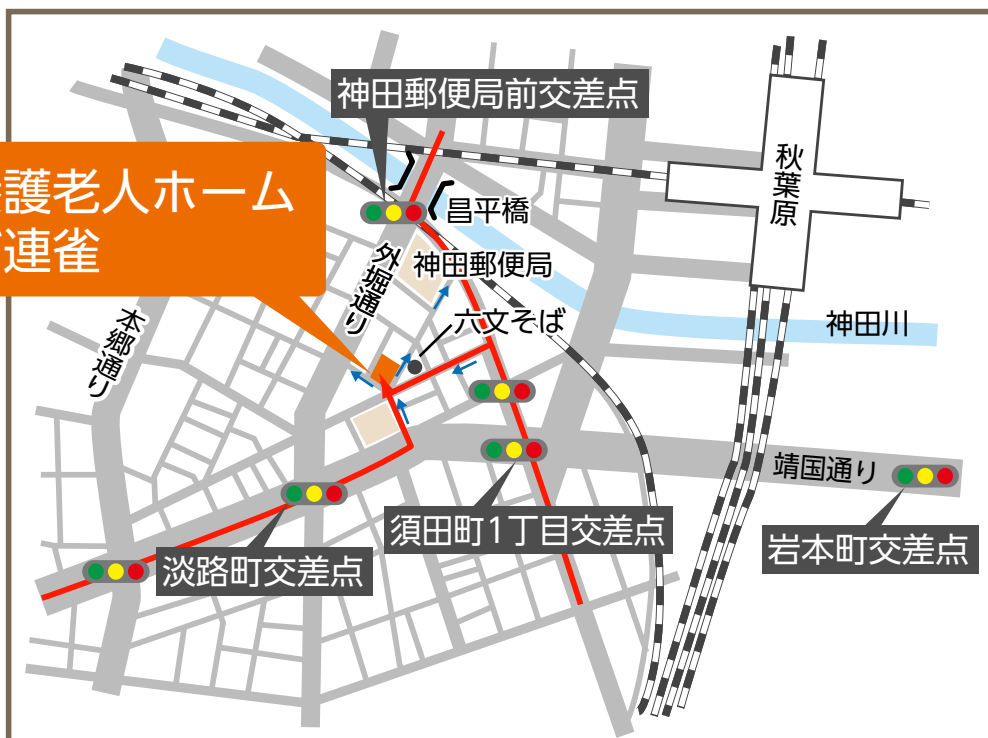 神田郵便局前交差点
護老人ホーム
連雀
昌平橋
秋葉原
外堀通り
神田郵便局
六文そば
神田川
本郷通り
靖国通り
須田町1丁目交差点
岩本町交差点
淡路町交差点